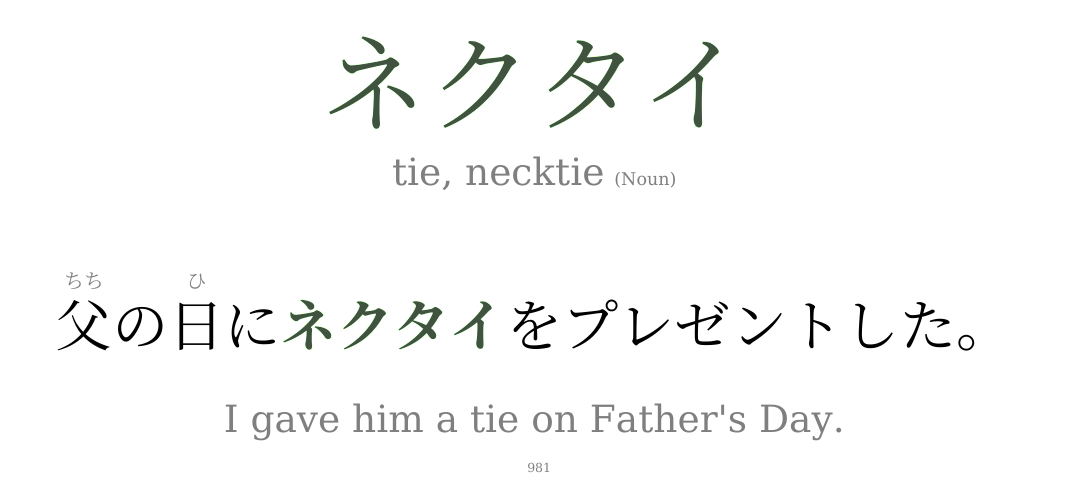 ネクタイ
tie, necktie (Noun)
ちち ひ
父の日にネクタイをプレゼントした。
I gave him a tie on Father's Day.
981